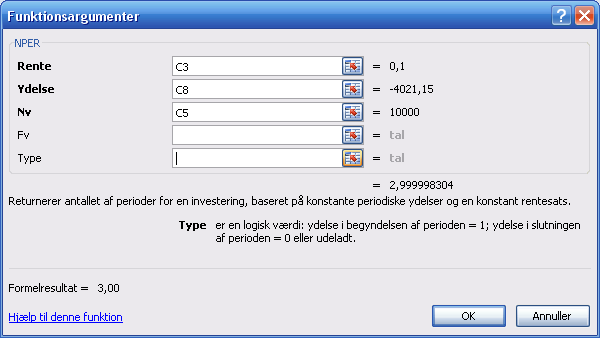 Funktionsargumenter
NPER
Rente C3 = 0,1
Ydelse C8 = -4021,15
Nv C5 = 10000
Fv = tal
Type = tal
= 2,999998304
Returnerer antallet af perioder for en investering, baseret på konstante periodiske ydelser og en konstant rentesats.
Type er en logisk værdi: ydelse i begyndelsen af perioden = 1; ydelse i slutningen
af perioden = 0 eller udeladt.
Formelresultat = 3,00
Hjælp til denne funktion OK Annuller